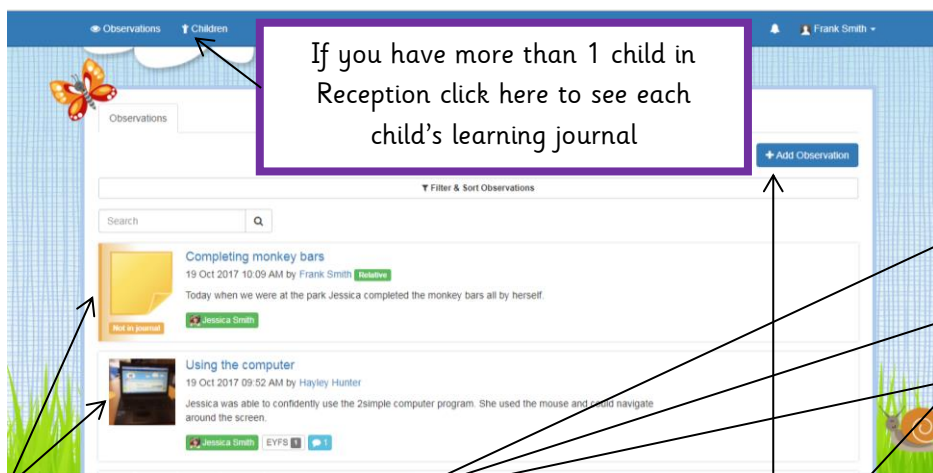 Observations Children Frank Smith
If you have more than 1 child in
Reception click here to see each
child's learning journal
Observations
+ Add Observation
Filter & Sort Observations
Search
Completing monkey bars
19 Oct 2017 10:09 AM by Frank Smith Relative
Today when we were at the park Jessica completed the monkey bars all by herself.
Not in journal
Jessica Smith
Using the computer
19 Oct 2017 09:52 AM by Hayley Hunter
Jessica was able to confidently use the 2simple computer program. She used the mouse and could navigate
around the screen.
Jessica Smith EYFS 1 1